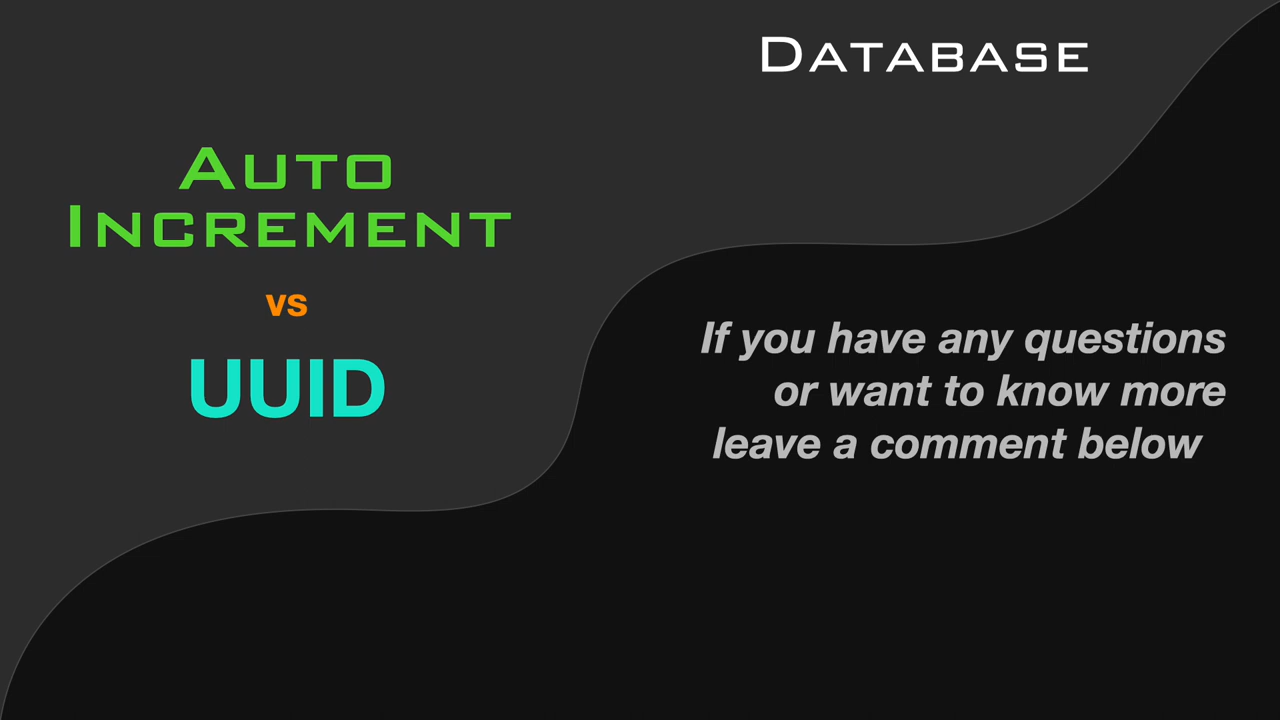 Database
Auto
Increment
vs
UUID
If you have any questions
or want to know more
leave a comment below